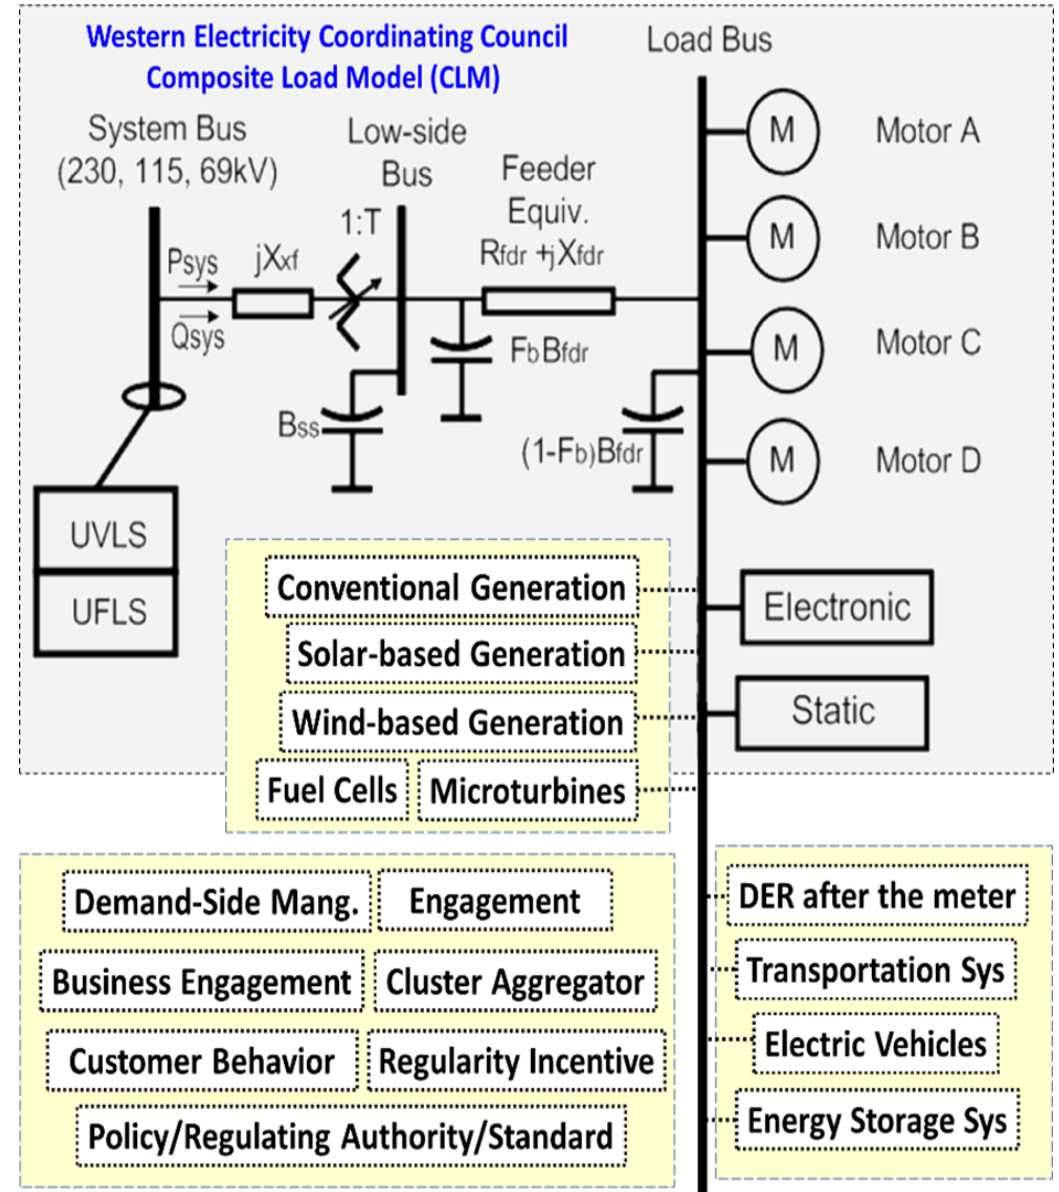 Western Electricity Coordinating Council
Composite Load Model (CLM)
Load Bus
System Bus
(230, 115, 69kV)
Low-side
Bus
Feeder
Equiv.
Rfdr +jXfdr
1:T
jXxf
Psys
Qsys
FbBfdr
Bss
(1-Fb)Bfdr
M
Motor A
M
Motor B
M
Motor C
M
Motor D
UVLS
UFLS
Electronic
Static
Conventional Generation
Solar-based Generation
Wind-based Generation
Fuel Cells
Microturbines
Demand-Side Mang.
Engagement
Business Engagement
Cluster Aggregator
Customer Behavior
Regularity Incentive
Policy/Regulating Authority/Standard
DER after the meter
Transportation Sys
Electric Vehicles
Energy Storage Sys